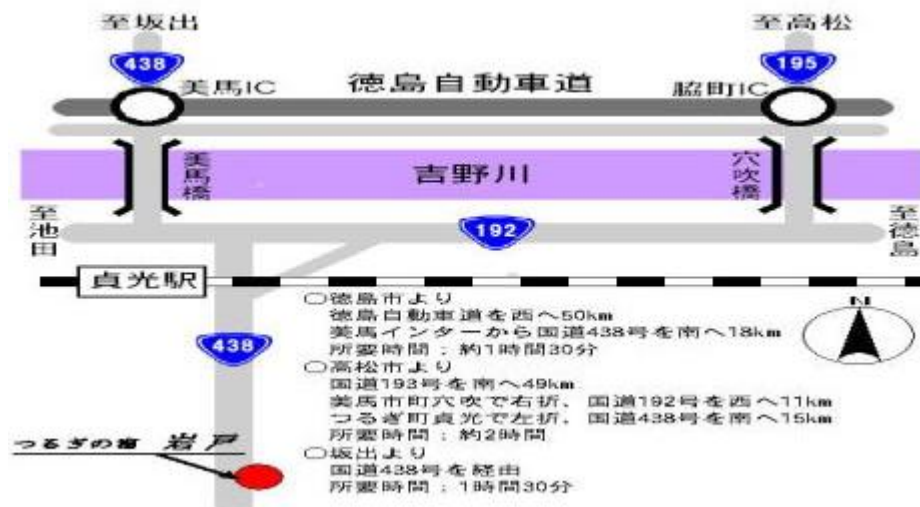 至坂出
至高松
438
195
美馬IC
徳島自動車道
脇町IC
美馬橋
吉野川
穴吹橋
至池田
192
至徳島
貞光駅
○徳島市より
徳島自動車道を西へ50km
美馬インターから国道438号を南へ18km
所要時間：約1時間30分
N
438
○高松市より
国道193号を南へ49km
美馬市町穴吹で右折、国道192号を西へ11km
つるぎ町貞光で左折、国道438号を南へ15km
所要時間：約2時間
つるぎの宿 岩戸
○坂出より
国道438号を経由
所要時間：1時間30分